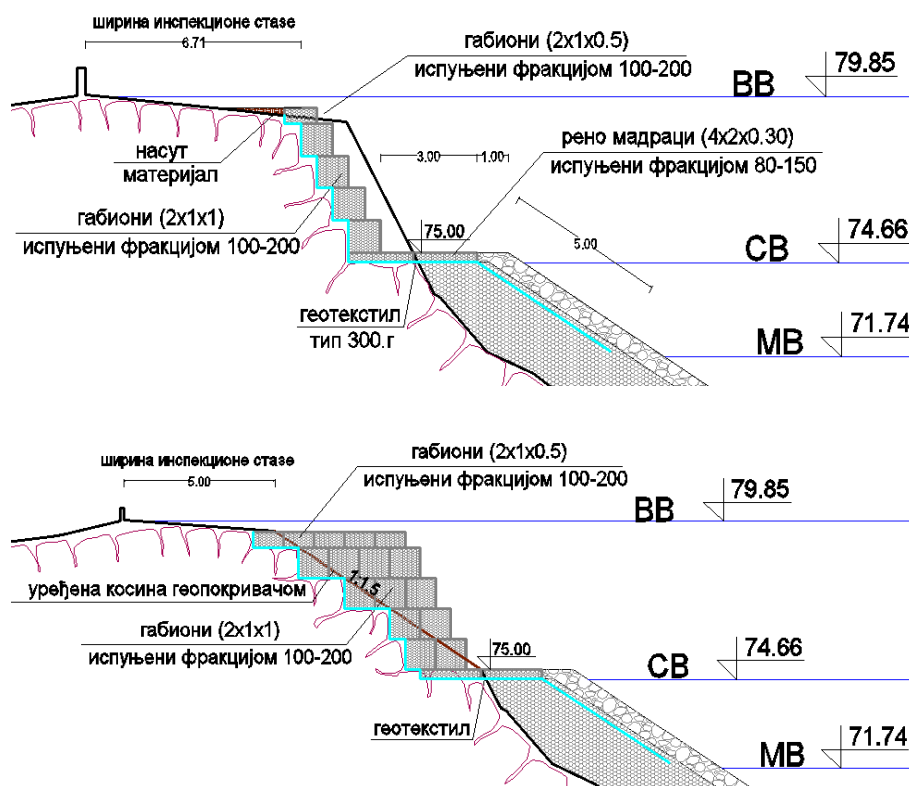 ширина инспекционе стазе
6.71
габиони (2x1x0.5)
испуњени фракцијом 100-200
BB
79.85
насут
материјал
3.00
1.00
рено мадраци (4x2x0.30)
испуњени фракцијом 80-150
габиони (2x1x1)
испуњени фракцијом 100-200
75.00
5.00
СВ
74.66
геотекстил
тип 300.г
МВ
71.74
ширина инспекционе стазе
5.00
габиони (2x1x0.5)
испуњени фракцијом 100-200
BB
79.85
уређена косина геопокривачом
1:1.5
габиони (2x1x1)
испуњени фракцијом 100-200
75.00
СВ
74.66
геотекстил
МВ
71.74